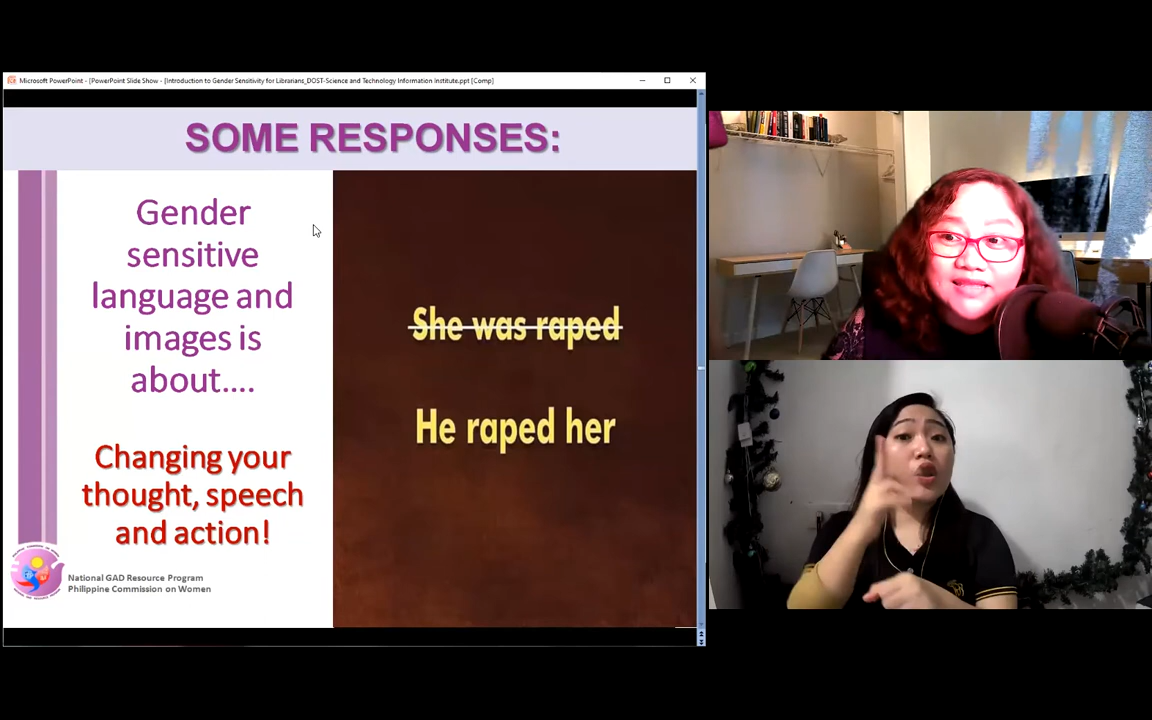 Microsoft PowerPoint - [PowerPoint Slide Show - [Introduction to Gender Sensitivity for Librarians_DOST-Science and Technology Information Institute.ppt [Comp]
SOME RESPONSES:
Gender
sensitive
language and
images is
about....
Changing your
thought, speech
and action!
National GAD Resource Program
Philippine Commission on Women
She was raped
He raped her